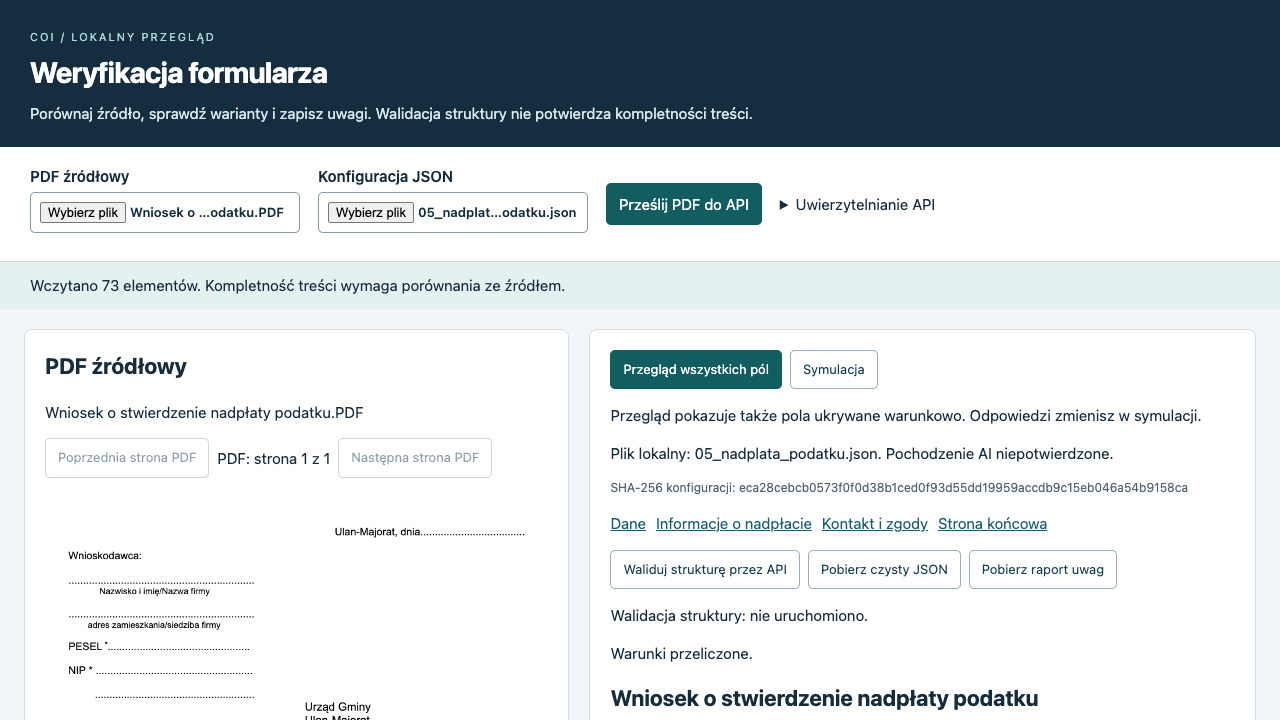 COI / LOKALNY PRZEGLĄD
Weryfikacja formularza
Porównaj źródło, sprawdź warianty i zapisz uwagi. Walidacja struktury nie potwierdza kompletności treści.
PDF źródłowy
Konfiguracja JSON
Wybierz plik Wniosek o ...odatku.PDF
Wybierz plik 05_nadplat...odatku.json
Prześlij PDF do API
Uwierzytelnianie API
Wczytano 73 elementów. Kompletność treści wymaga porównania ze źródłem.
PDF źródłowy
Wniosek o stwierdzenie nadpłaty podatku.PDF
Poprzednia strona PDF
PDF: strona 1 z 1
Następna strona PDF
Ulan-Majorat, dnia....................................
Wnioskodawca:
................................................................
Nazwisko i imię/Nazwa firmy
................................................................
adres zamieszkania/siedziba firmy
PESEL *.................................................
NIP * ......................................................
.......................................................
Urząd Gminy
Ulan-Majorat
Przegląd wszystkich pól
Symulacja
Przegląd pokazuje także pola ukrywane warunkowo. Odpowiedzi zmienisz w symulacji.
Plik lokalny: 05_nadplata_podatku.json. Pochodzenie AI niepotwierdzone.
SHA-256 konfiguracji: eca28cebcb0573f0f0d38b1ced0f93d55dd19959accdb9c15eb046a54b9158ca
Dane Informacje o nadpłacie Kontakt i zgody Strona końcowa
Waliduj strukturę przez API
Pobierz czysty JSON
Pobierz raport uwag
Walidacja struktury: nie uruchomiono.
Warunki przeliczone.
Wniosek o stwierdzenie nadpłaty podatku